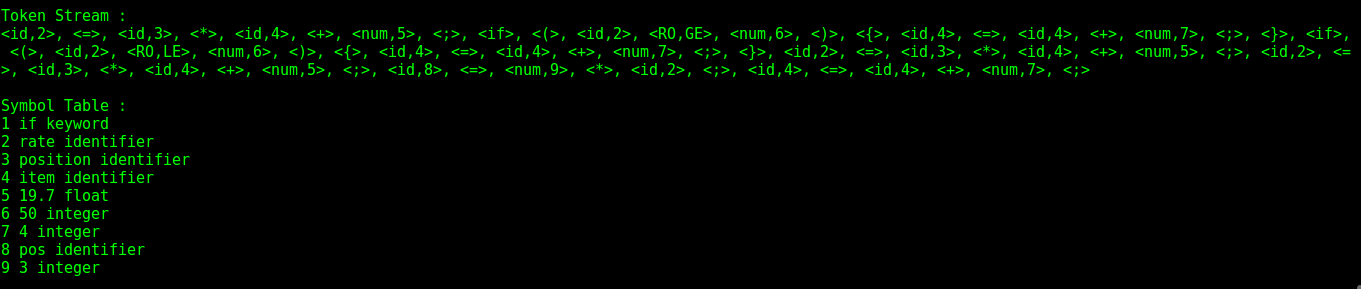 Token Stream :
<id,2>, <=>, <id,3>, <*>, <id,4>, <+>, <num,5>, <;>, <if>, <(>, <id,2>, <RO,GE>, <num,6>, <)>, <{>, <id,4>, <=>, <id,4>, <+>, <num,7>, <;>, <}>, <if>,
<(>, <id,2>, <RO,LE>, <num,6>, <)>, <{>, <id,4>, <=>, <id,4>, <+>, <num,7>, <;>, <}>, <id,2>, <=>, <id,3>, <*>, <id,4>, <+>, <num,5>, <;>, <id,2>, <=
>, <id,3>, <*>, <id,4>, <+>, <num,5>, <;>, <id,8>, <=>, <num,9>, <*>, <id,2>, <;>, <id,4>, <=>, <id,4>, <+>, <num,7>, <;>
Symbol Table :
1 if keyword
2 rate identifier
3 position identifier
4 item identifier
5 19.7 float
6 50 integer
7 4 integer
8 pos identifier
9 3 integer